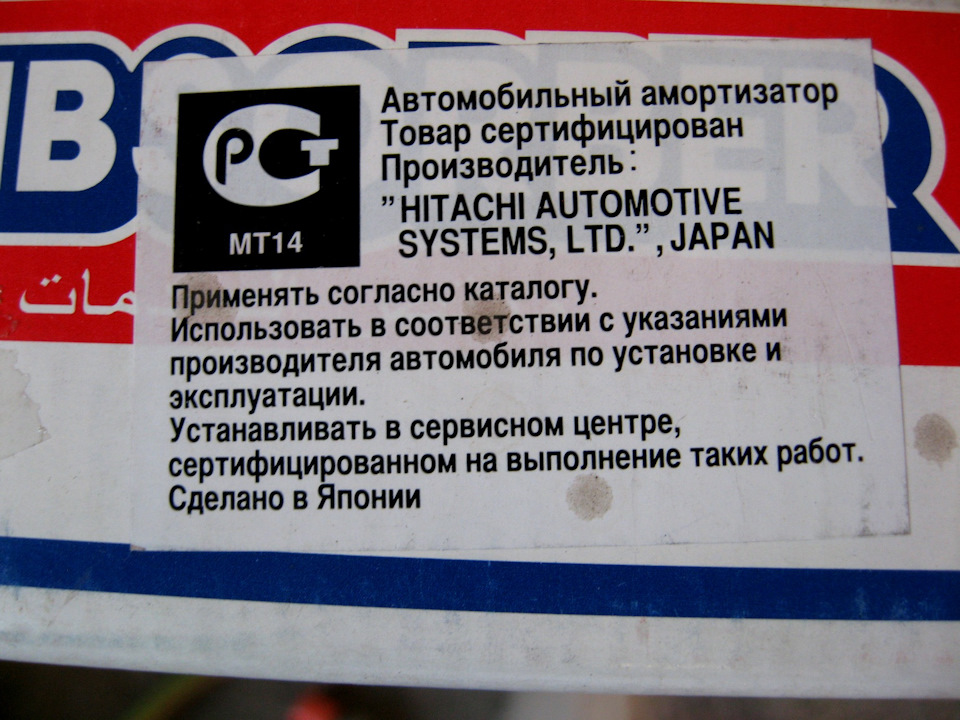 Автомобильный амортизатор
Товар сертифицирован
Производитель:
"HITACHI AUTOMOTIVE
SYSTEMS, LTD.", JAPAN
РСТ
МТ14
Применять согласно каталогу.
Использовать в соответствии с указаниями
производителя автомобиля по установке и
эксплуатации.
Устанавливать в сервисном центре,
сертифицированном на выполнение таких работ.
Сделано в Японии